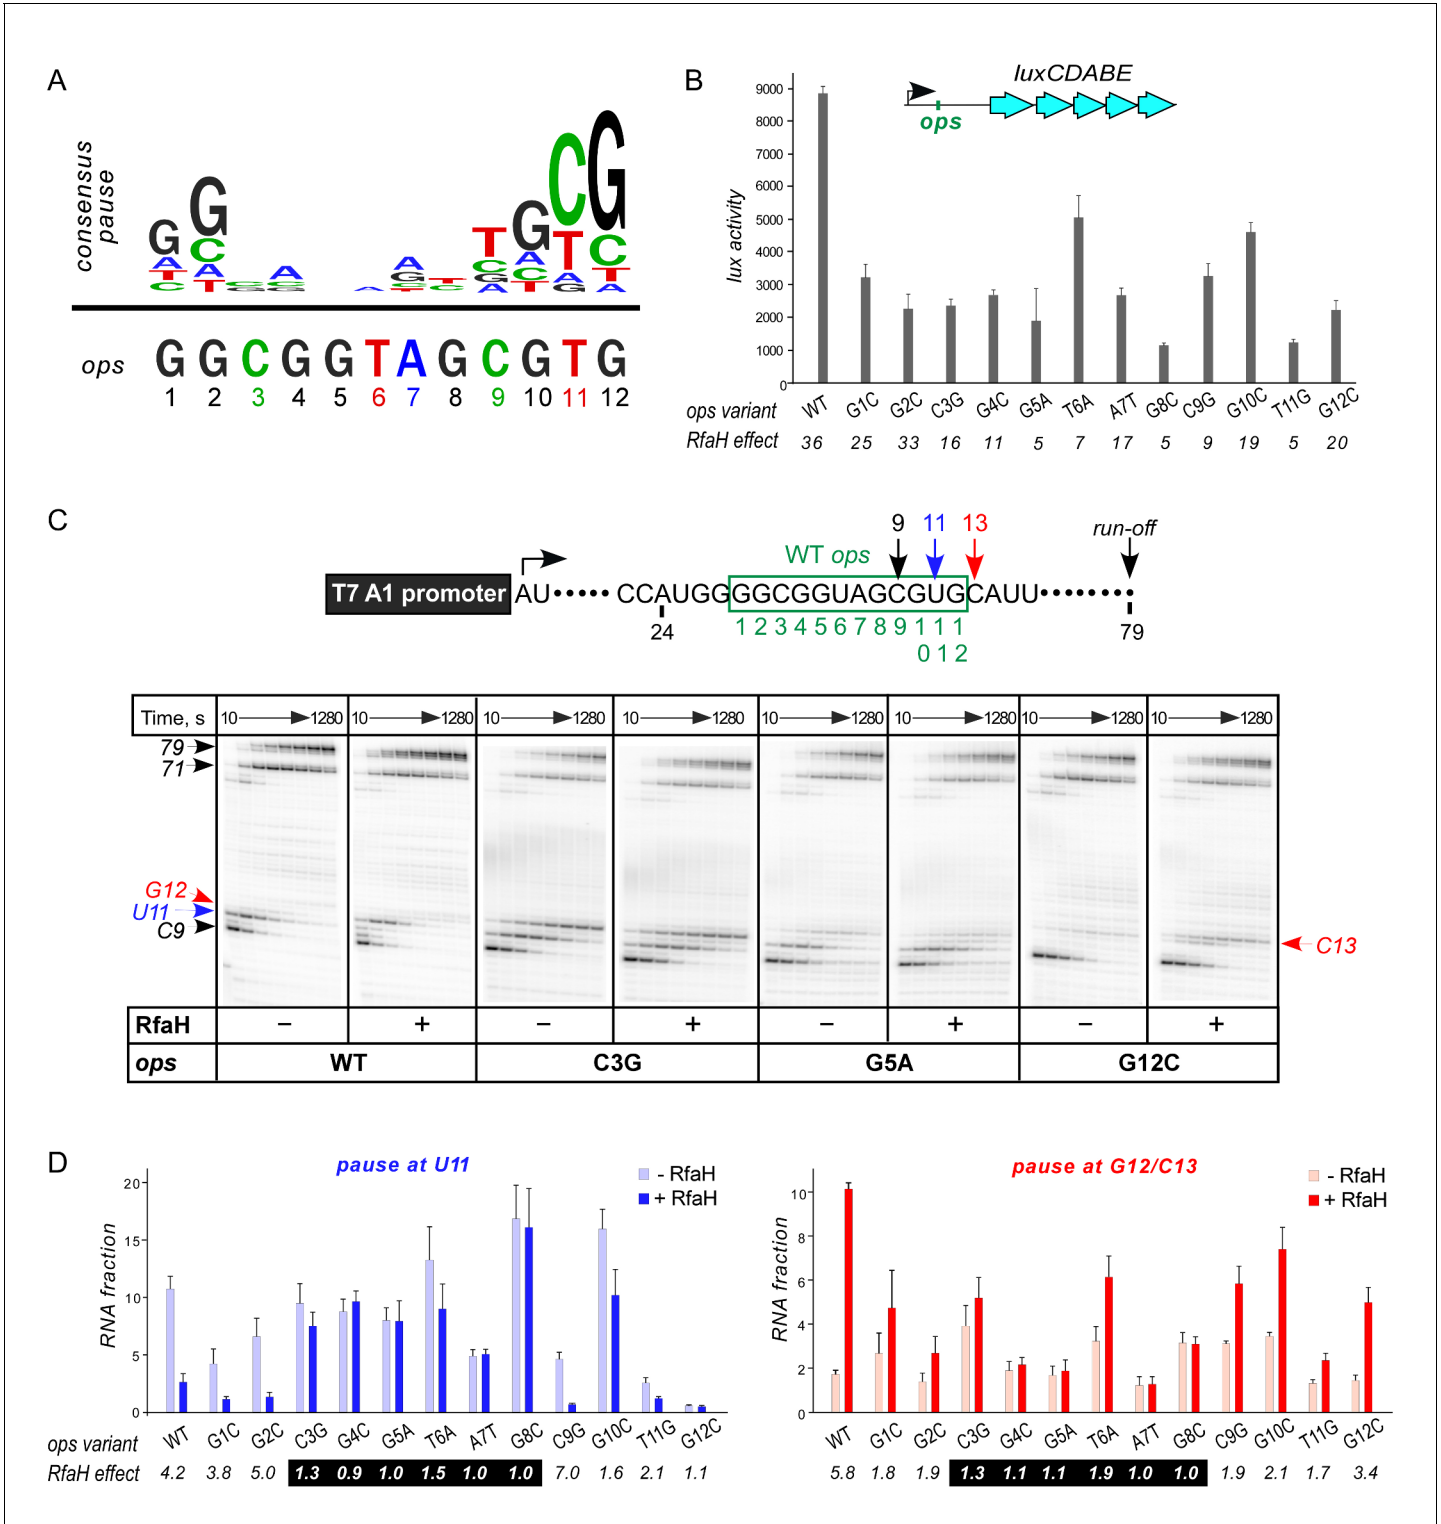 A
consensus
pause
G G T G C G
A C A A T C G A C T C
T A C G A G T C C C A T
C T G G C T C A T G A
ops G G C G G T A G C G T G
1 2 3 4 5 6 7 8 9 10 11 12
B
luxCDABE
ops
lux activity
9000
8000
7000
6000
5000
4000
3000
2000
1000
0
ops variant WT G1C G2C C3G G4C G5A T6A A7T G8C C9G G10C T11G G12C
RfaH effect 36 25 33 16 11 5 7 17 5 9 19 5 20
C
9 11 13 run-off
WT ops
T7 A1 promoter AU•••••CCAUGGGGCGGUAGCGUGCAUU••••••••
24 1 2 3 4 5 6 7 8 9 10 11 12 79
Time, s 10 1280 10 1280 10 1280 10 1280 10 1280 10 1280 10 1280 10 1280
79
71
G12
U11
C9
C13
RfaH – + – + – + – +
ops WT C3G G5A G12C
D
pause at U11
- RfaH
+ RfaH
RNA fraction
20
15
10
5
0
ops variant WT G1C G2C C3G G4C G5A T6A A7T G8C C9G G10C T11G G12C
RfaH effect 4.2 3.8 5.0 1.3 0.9 1.0 1.5 1.0 1.0 7.0 1.6 2.1 1.1
pause at G12/C13
- RfaH
+ RfaH
RNA fraction
10
8
6
4
2
0
WT G1C G2C C3G G4C G5A T6A A7T G8C C9G G10C T11G G12C
5.8 1.8 1.9 1.3 1.1 1.1 1.9 1.0 1.0 1.9 2.1 1.7 3.4